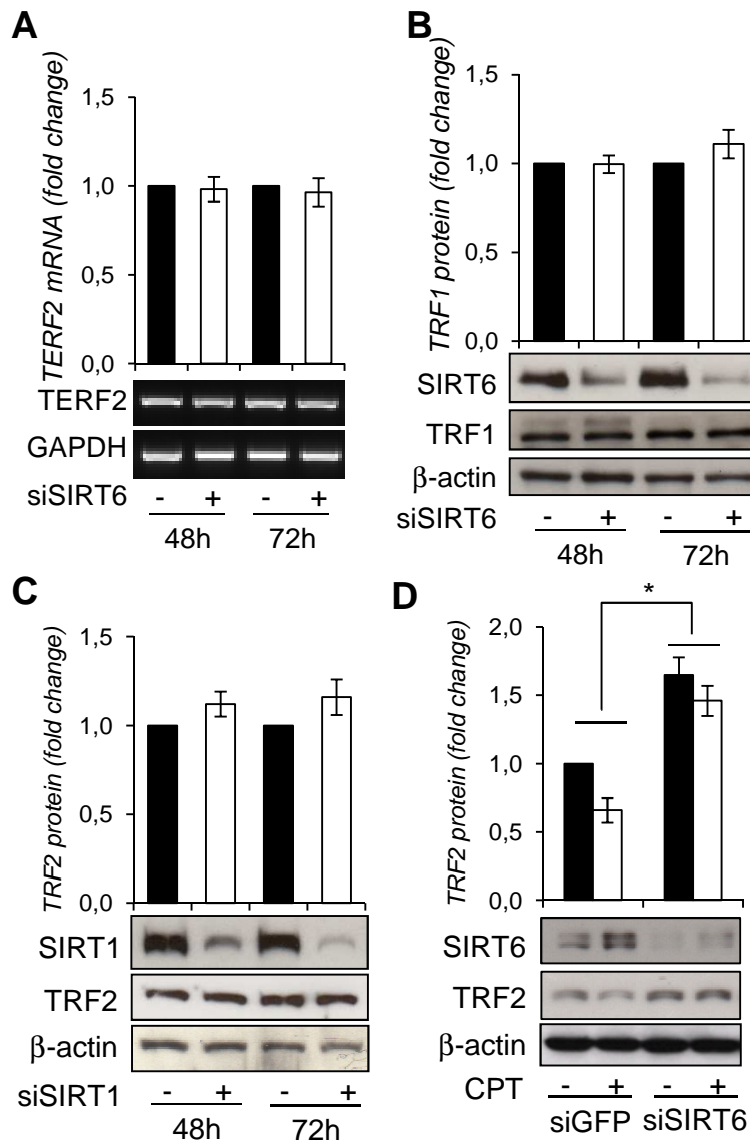 A
TERF2 mRNA (fold change)
1,5
1,0
0,5
0,0
TERF2
GAPDH
siSIRT6 - + - +
48h 72h
B
TRF1 protein (fold change)
1,5
1,0
0,5
0,0
SIRT6
TRF1
β-actin
siSIRT6 - + - +
48h 72h
C
TRF2 protein (fold change)
1,5
1,0
0,5
0,0
SIRT1
TRF2
β-actin
siSIRT1 - + - +
48h 72h
D
TRF2 protein (fold change)
2,0
1,5
1,0
0,5
0,0
*
SIRT6
TRF2
β-actin
CPT - + - +
siGFP siSIRT6